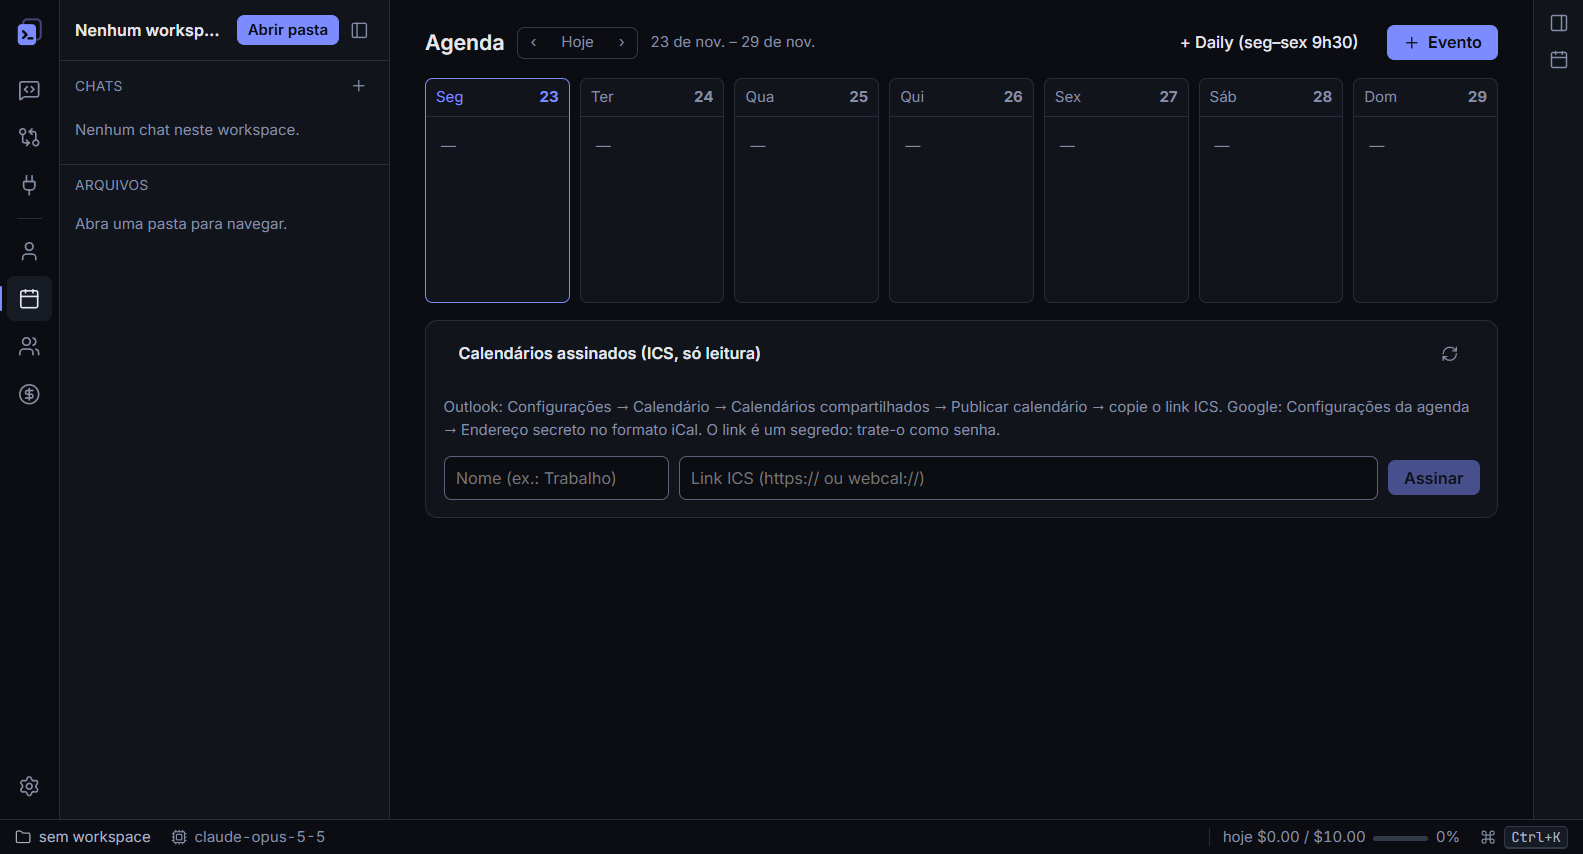 Nenhum worksp...
Abrir pasta
CHATS
Nenhum chat neste workspace.
ARQUIVOS
Abra uma pasta para navegar.
Agenda
‹ Hoje ›
23 de nov. – 29 de nov.
+ Daily (seg–sex 9h30)
+ Evento
Seg 23
Ter 24
Qua 25
Qui 26
Sex 27
Sáb 28
Dom 29
— — — — — — —
Calendários assinados (ICS, só leitura)
Outlook: Configurações → Calendário → Calendários compartilhados → Publicar calendário → copie o link ICS. Google: Configurações da agenda
→ Endereço secreto no formato iCal. O link é um segredo: trate-o como senha.
Nome (ex.: Trabalho)
Link ICS (https:// ou webcal://)
Assinar
sem workspace
claude-opus-5-5
hoje $0.00 / $10.00
0%
⌘ Ctrl+K